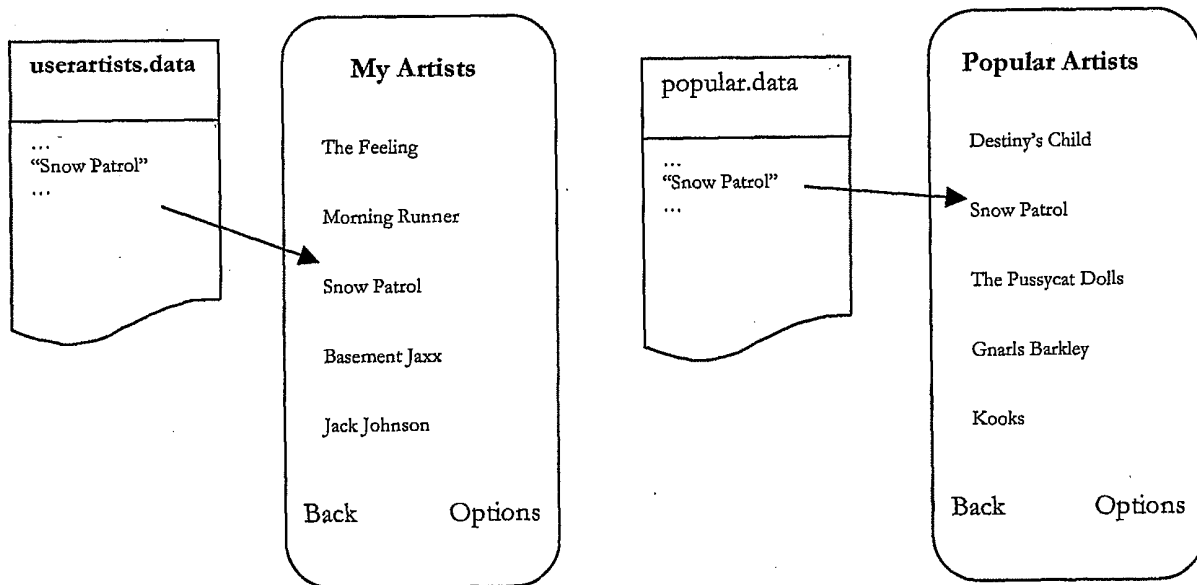 userartists.data
...
“Snow Patrol”
...
My Artists
The Feeling
Morning Runner
Snow Patrol
Basement Jaxx
Jack Johnson
Back Options
popular.data
...
“Snow Patrol”
...
Popular Artists
Destiny's Child
Snow Patrol
The Pussycat Dolls
Gnarls Barkley
Kooks
Back Options